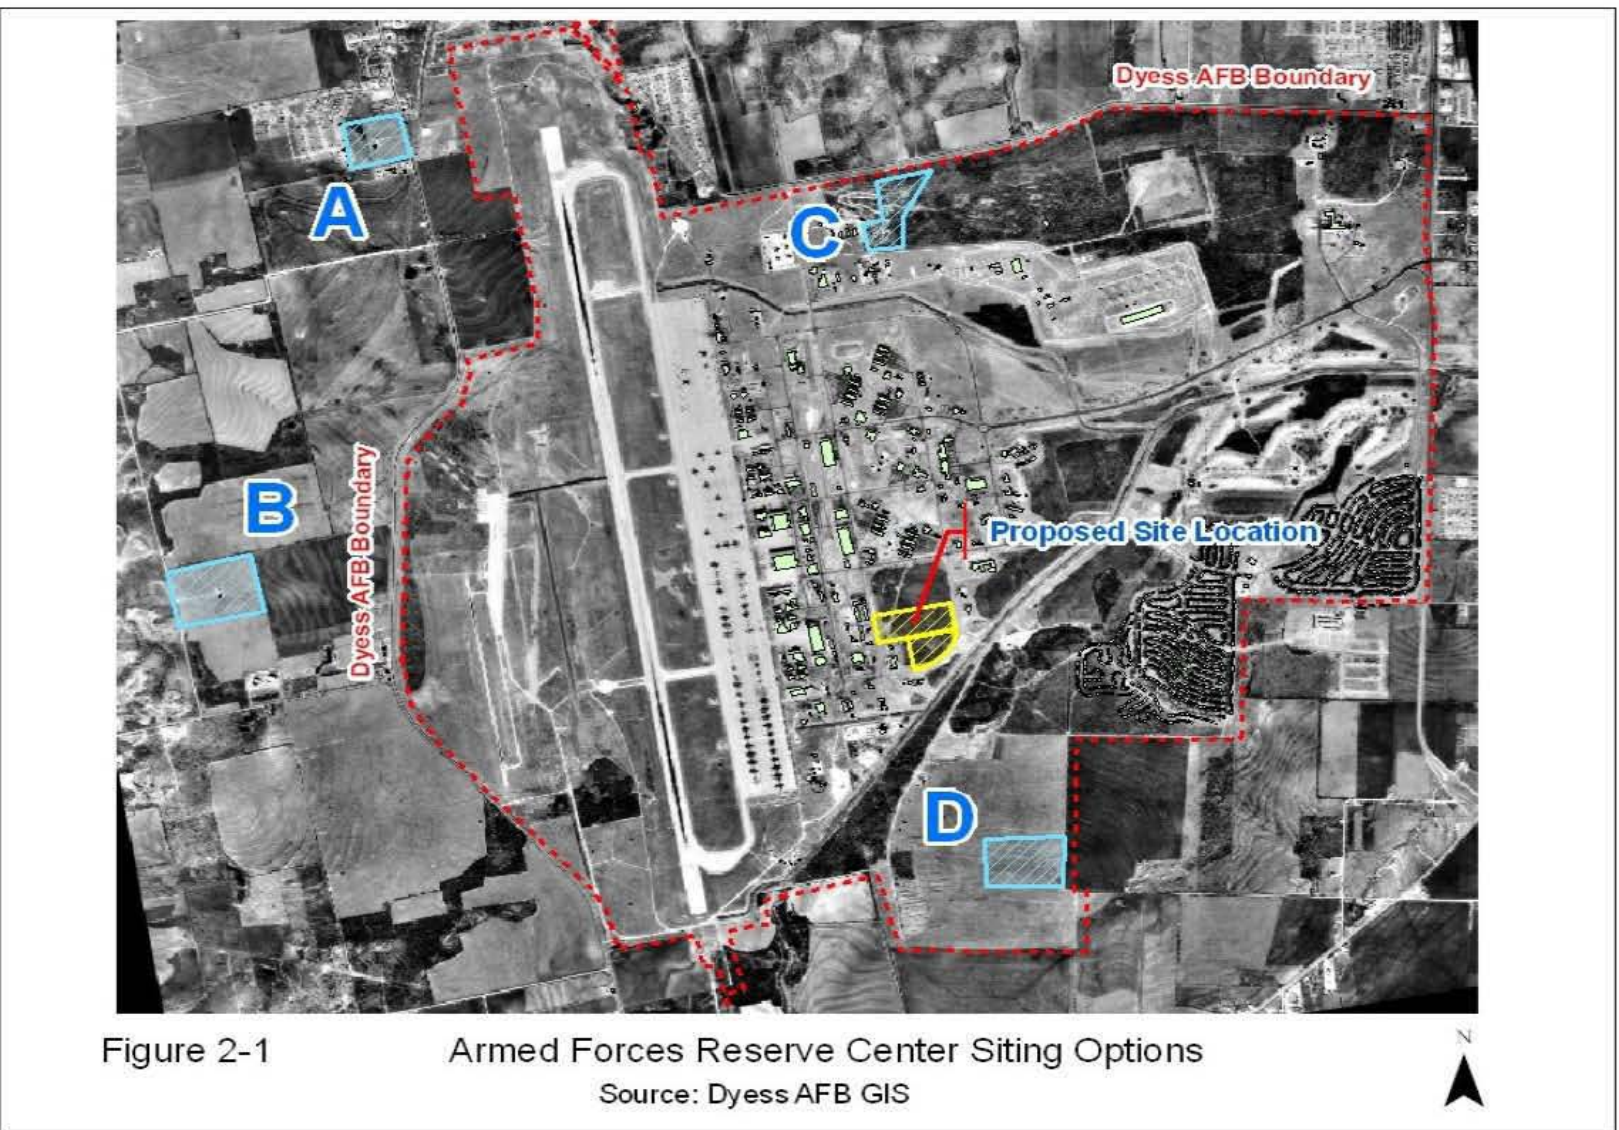 Dyess AFB Boundary
A
C
B
Dyess AFB Boundary
Proposed Site Location
D
Figure 2-1
Armed Forces Reserve Center Siting Options
Source: Dyess AFB GIS
N